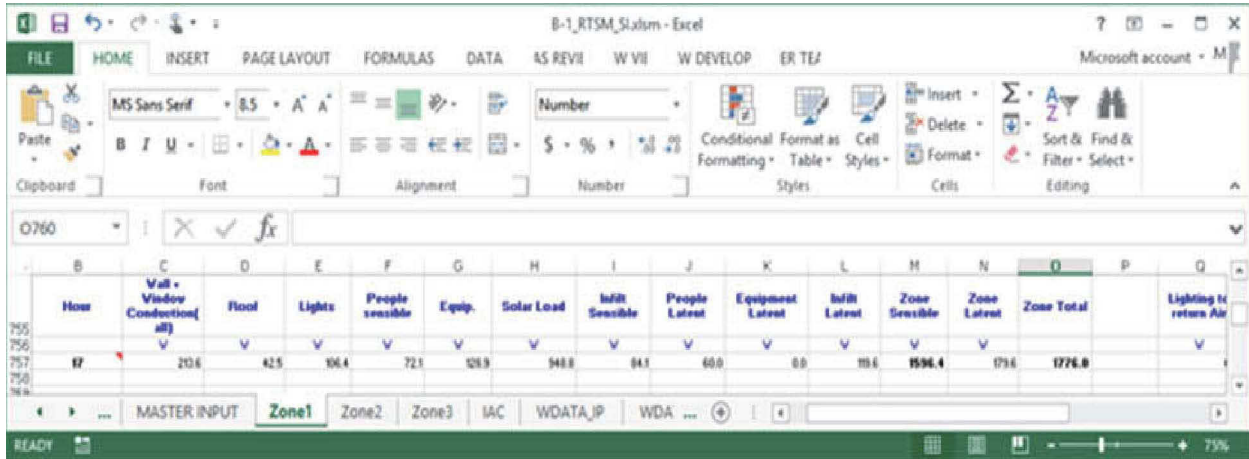 B-1_RTSM_SI.xlsm - Excel
FILE HOME INSERT PAGE LAYOUT FORMULAS DATA W DEVELOP Microsoft account
Paste
MS Sans Serif 8.5 A A
B I U A
Number
$ % ,
Conditional Formatting
Format as Table
Cell Styles
Insert
Delete
Format
Σ
Sort & Filter
Find & Select
Clipboard Font Alignment Number Styles Cells Editing
O760 fx
B C D E F G H I J K L M N O P Q
755 Hour Wall + Window Conduction( all) Roof Lights People sensible Equip. Solar Load Infilt Sensible People Latent Equipment Latent Infilt Latent Zone Sensible Zone Latent Zone Total Lighting to return Air
756
757 17 213.6 42.5 106.4 72.1 128.9 948.8 84.1 60.0 0.0 119.6 1596.4 179.6 1776.0
758
... MASTER INPUT Zone1 Zone2 Zone3 IAC WDATA_IP WDA ...
READY 75%